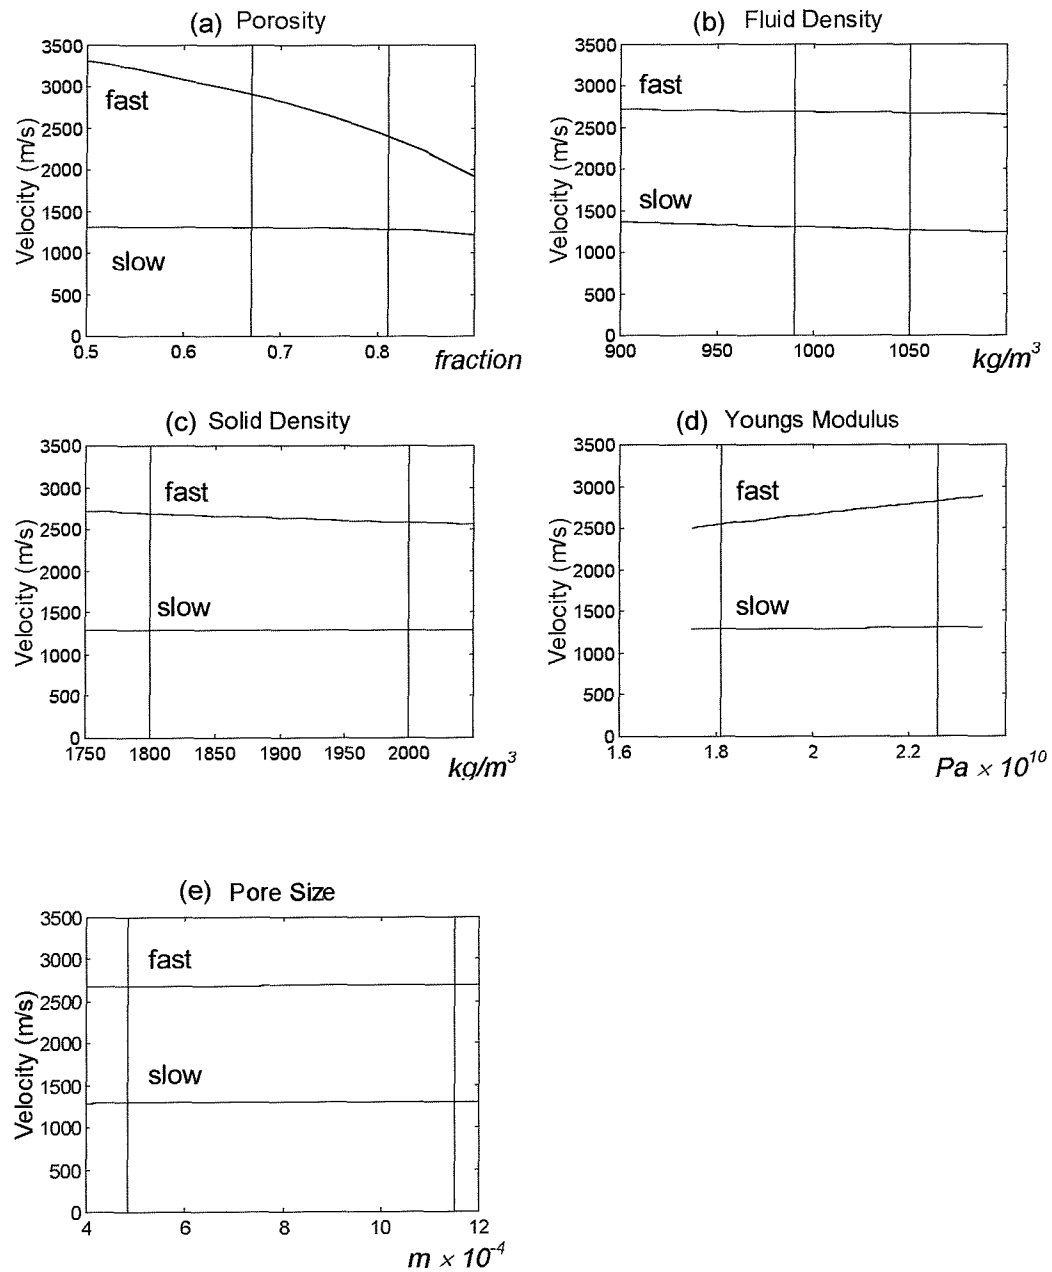 (a) Porosity
3500
3000
2500
2000
1500
1000
500
0
Velocity (m/s)
fast
slow
0.5 0.6 0.7 0.8
fraction
(b) Fluid Density
3500
3000
2500
2000
1500
1000
500
0
Velocity (m/s)
fast
slow
900 950 1000 1050
kg/m³
(c) Solid Density
3500
3000
2500
2000
1500
1000
500
0
Velocity (m/s)
fast
slow
1750 1800 1850 1900 1950 2000
kg/m³
(d) Youngs Modulus
3500
3000
2500
2000
1500
1000
500
0
Velocity (m/s)
fast
slow
1.6 1.8 2 2.2
Pa × 10¹⁰
(e) Pore Size
3500
3000
2500
2000
1500
1000
500
0
Velocity (m/s)
fast
slow
4 6 8 10 12
m × 10⁻⁴